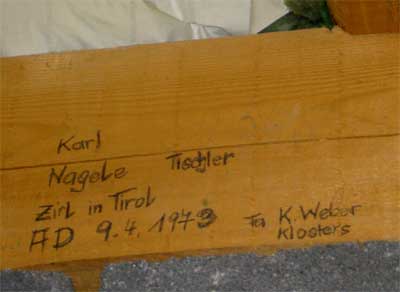 Karl
Nagele Tischler
Zirl in Tirol
AD 9.4.1973 Fa K. Weber
Klosters